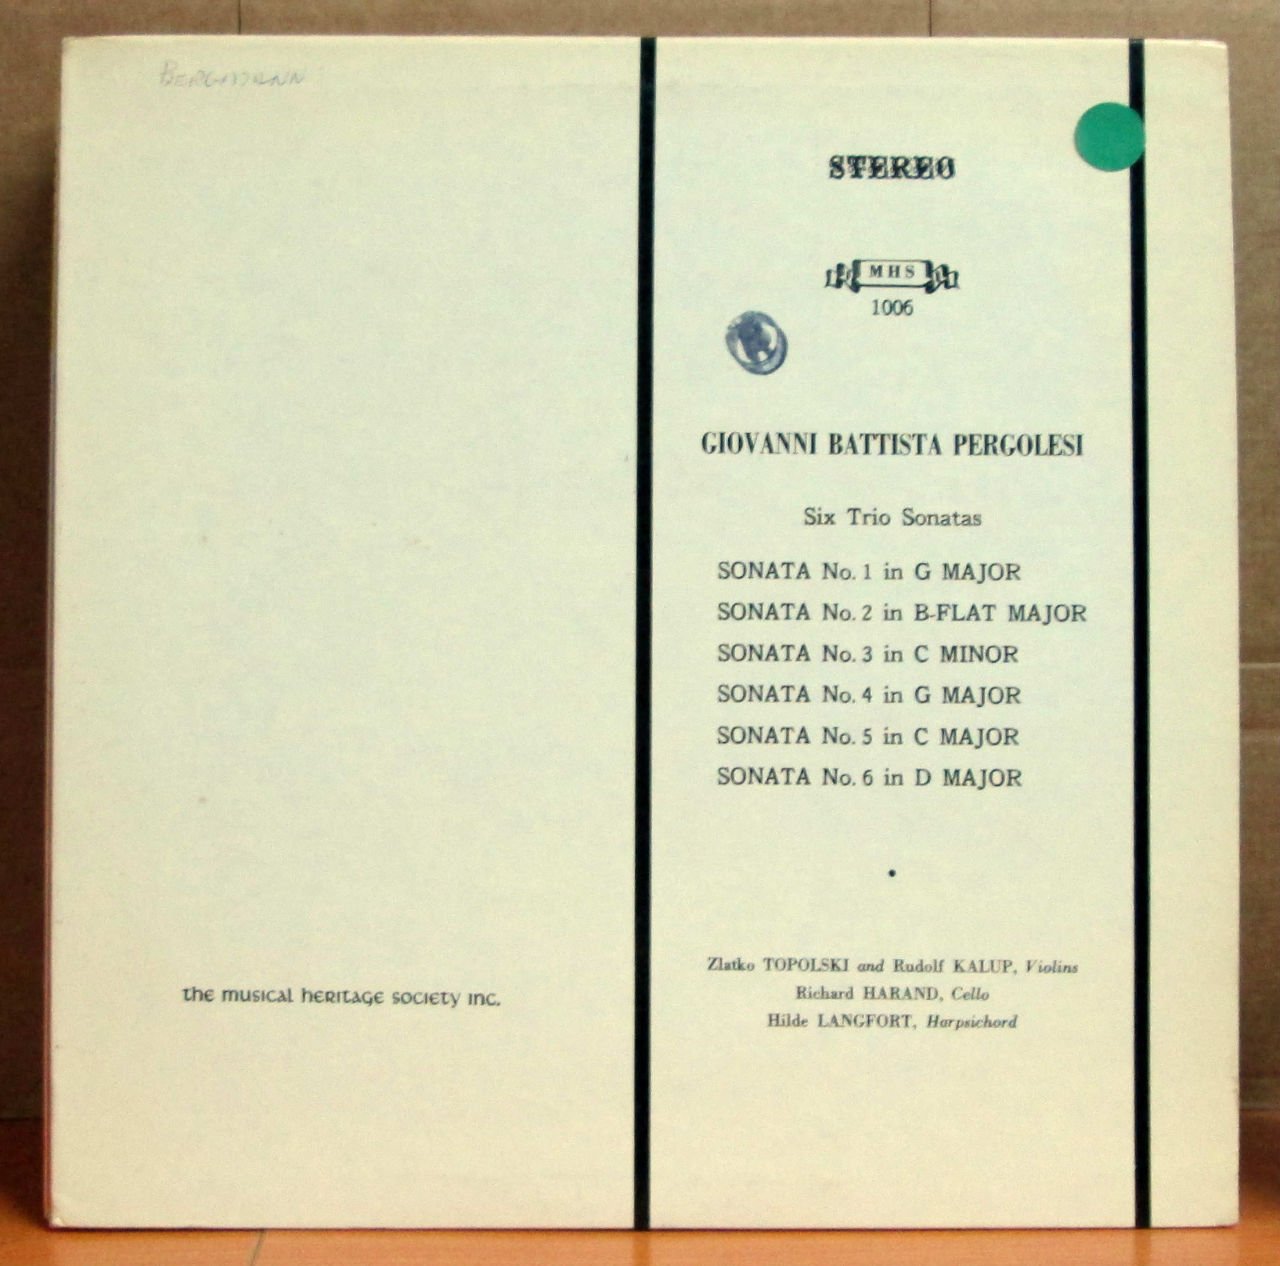 BERGMANN
STEREO
MHS
1006
GIOVANNI BATTISTA PERGOLESI
Six Trio Sonatas
SONATA No. 1 in G MAJOR
SONATA No. 2 in B-FLAT MAJOR
SONATA No. 3 in C MINOR
SONATA No. 4 in G MAJOR
SONATA No. 5 in C MAJOR
SONATA No. 6 in D MAJOR
Zlatko TOPOLSKI and Rudolf KALUP, Violins
Richard HARAND, Cello
Hilde LANGFORT, Harpsichord
the musical heritage society inc.